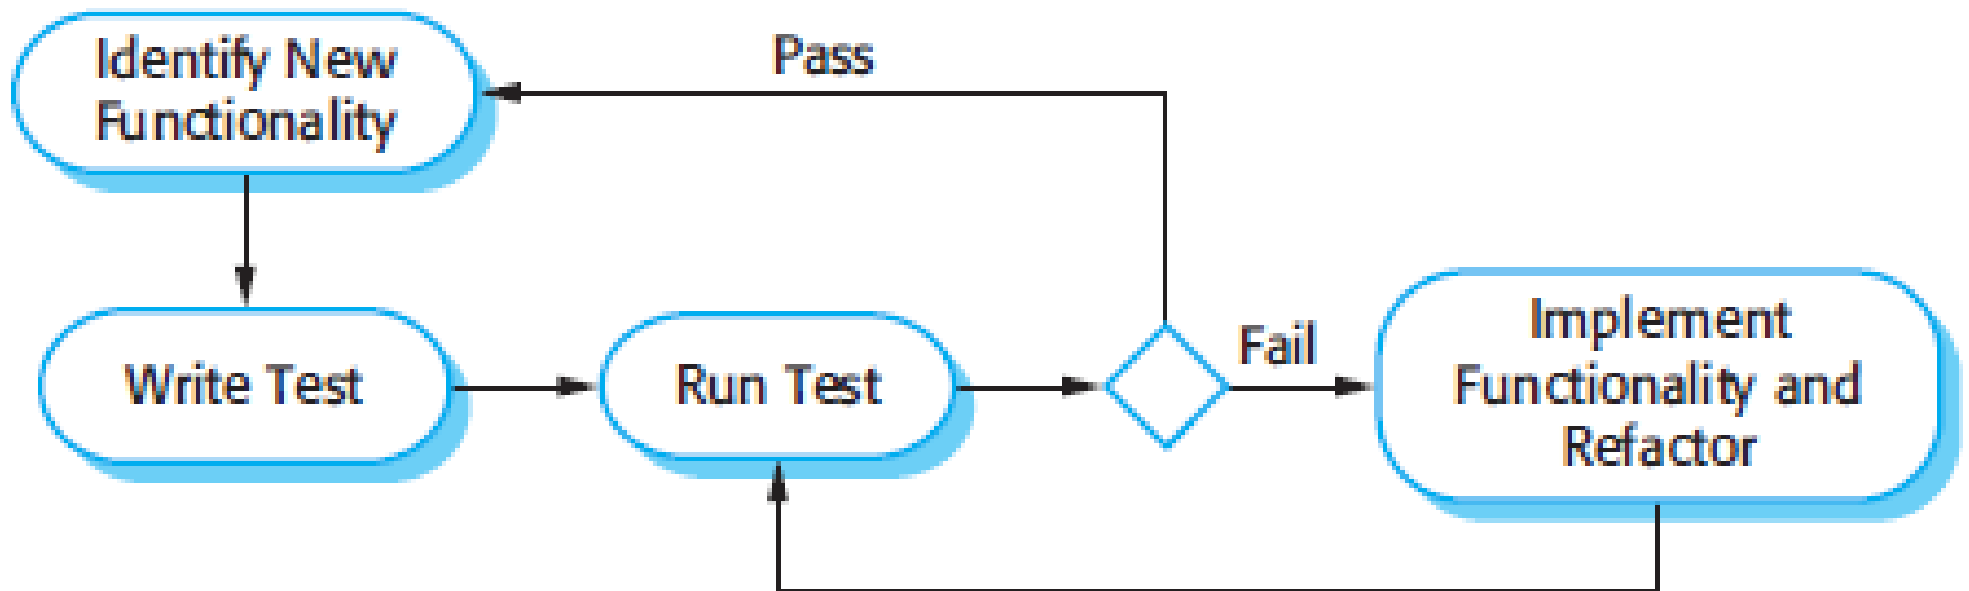 Identify New
Functionality
Pass
Write Test
Run Test
Fail
Implement
Functionality and
Refactor